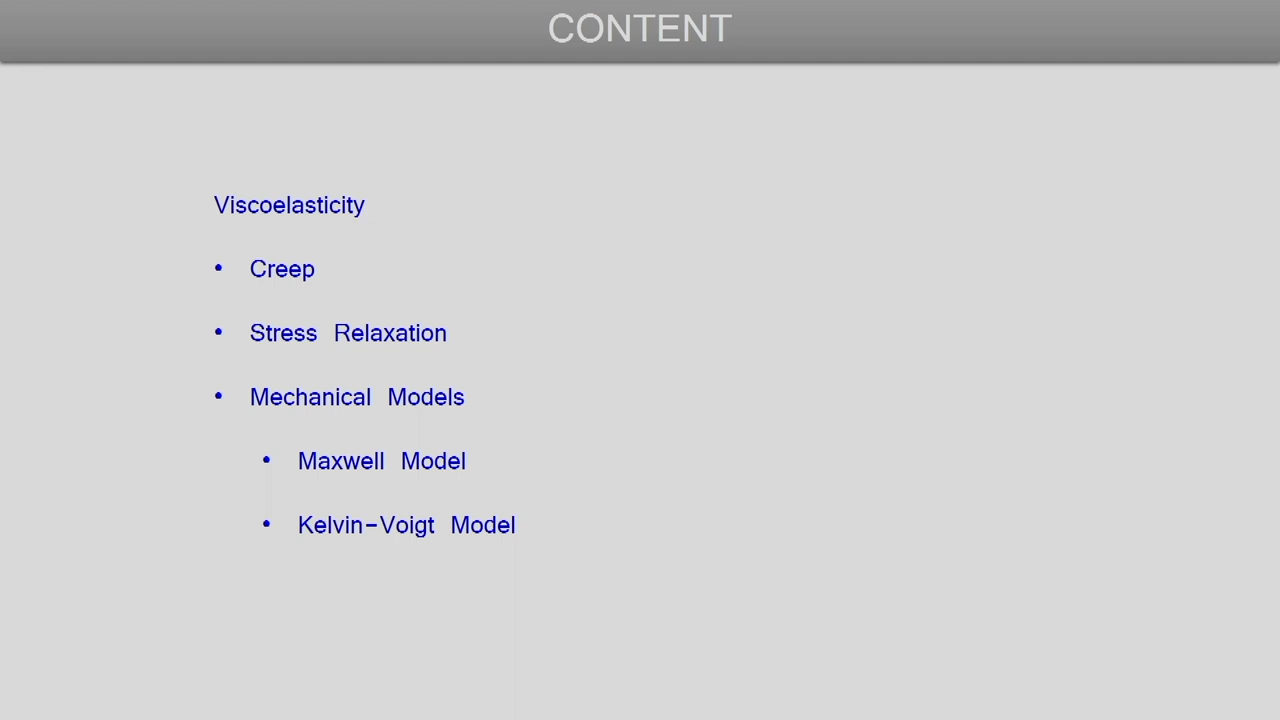 CONTENT
Viscoelasticity
• Creep
• Stress Relaxation
• Mechanical Models
• Maxwell Model
• Kelvin-Voigt Model